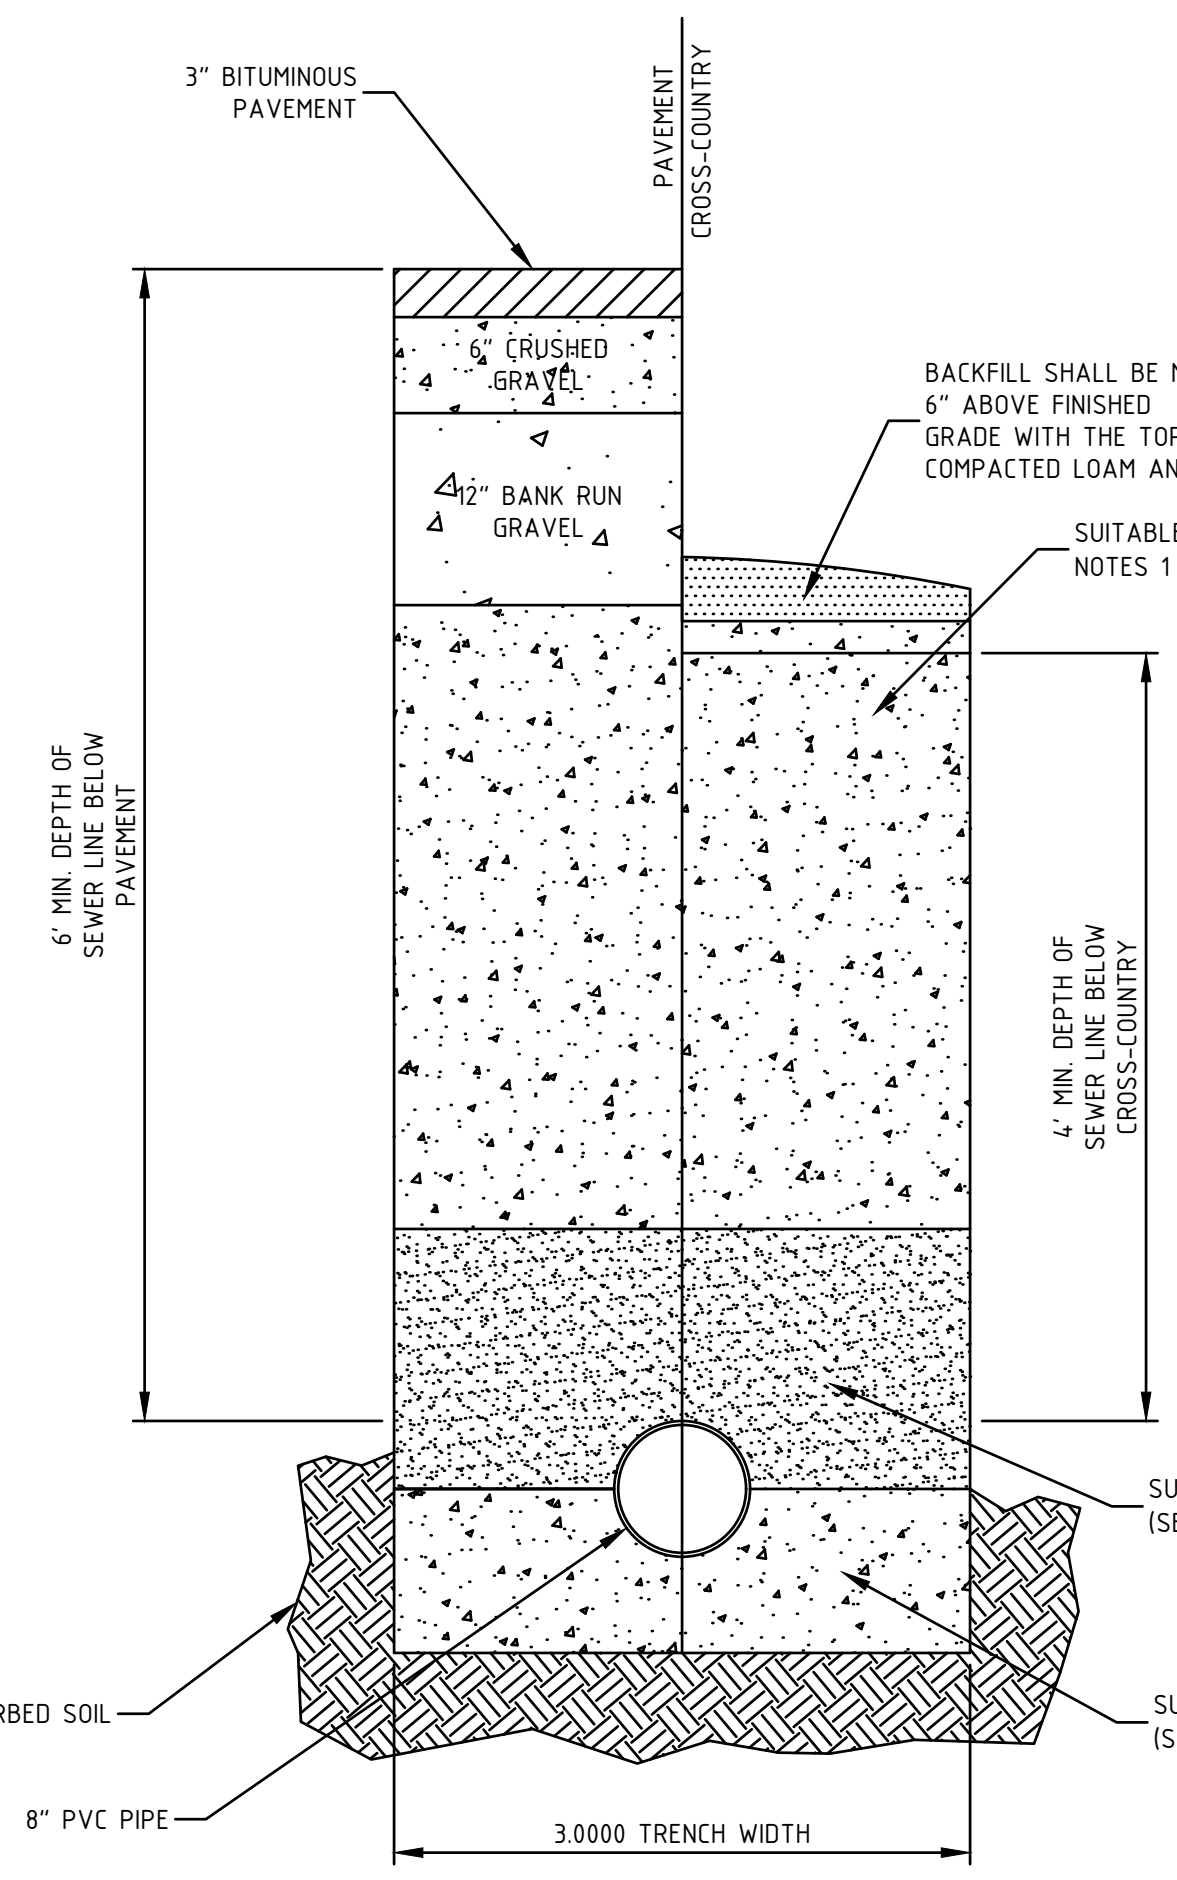 3" BITUMINOUS
PAVEMENT
PAVEMENT
CROSS-COUNTRY
6" CRUSHED
GRAVEL
12" BANK RUN
GRAVEL
BACKFILL SHALL BE
6" ABOVE FINISHED
GRADE WITH THE TOP
COMPACTED LOAM AN
SUITABLE
NOTES 1
6' MIN. DEPTH OF
SEWER LINE BELOW
PAVEMENT
4' MIN. DEPTH OF
SEWER LINE BELOW
CROSS-COUNTRY
SU
(SE
SU
(S
RBED SOIL
8" PVC PIPE
3.0000 TRENCH WIDTH